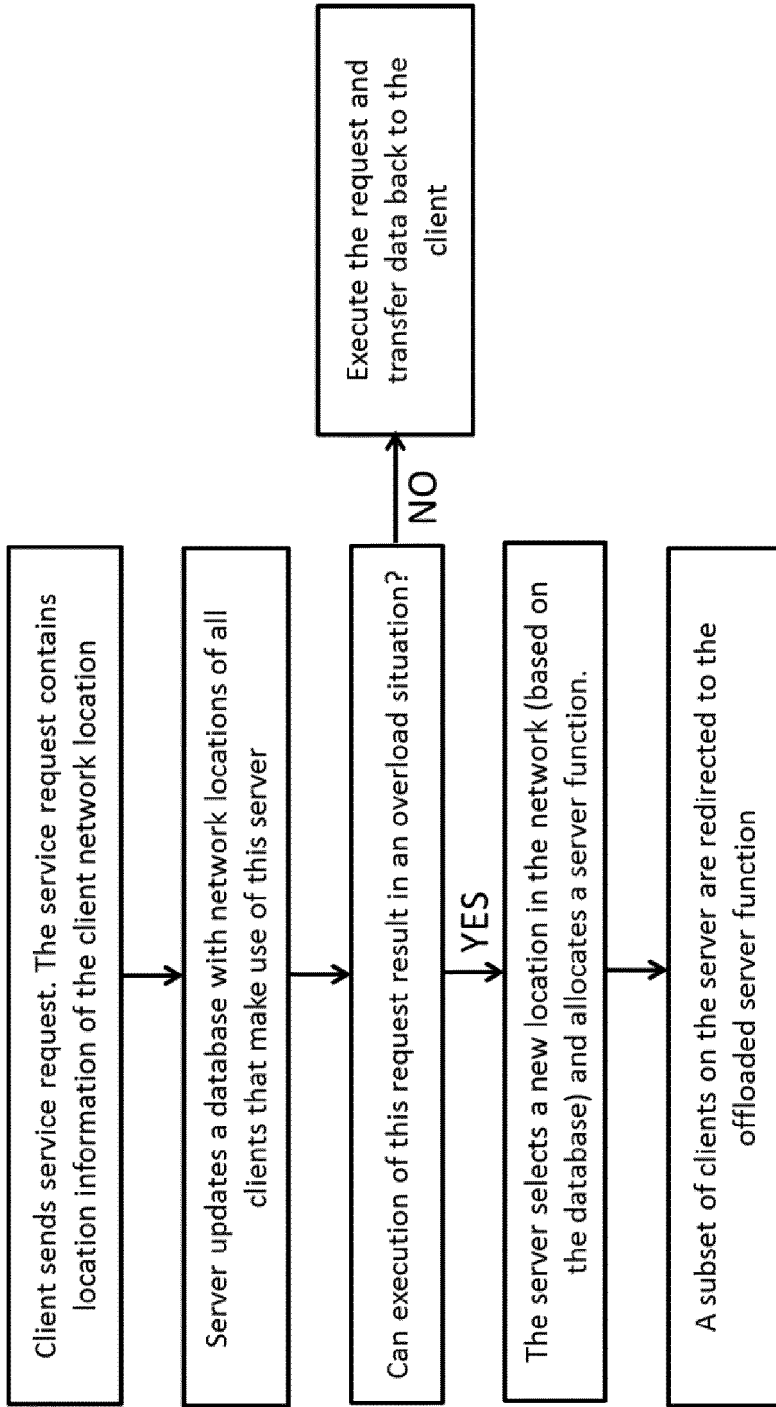 Client sends service request. The service request contains
location information of the client network location
Server updates a database with network locations of all
clients that make use of this server
Can execution of this request result in an overload situation?
NO
Execute the request and
transfer data back to the
client
YES
The server selects a new location in the network (based on
the database) and allocates a server function.
A subset of clients on the server are redirected to the
offloaded server function